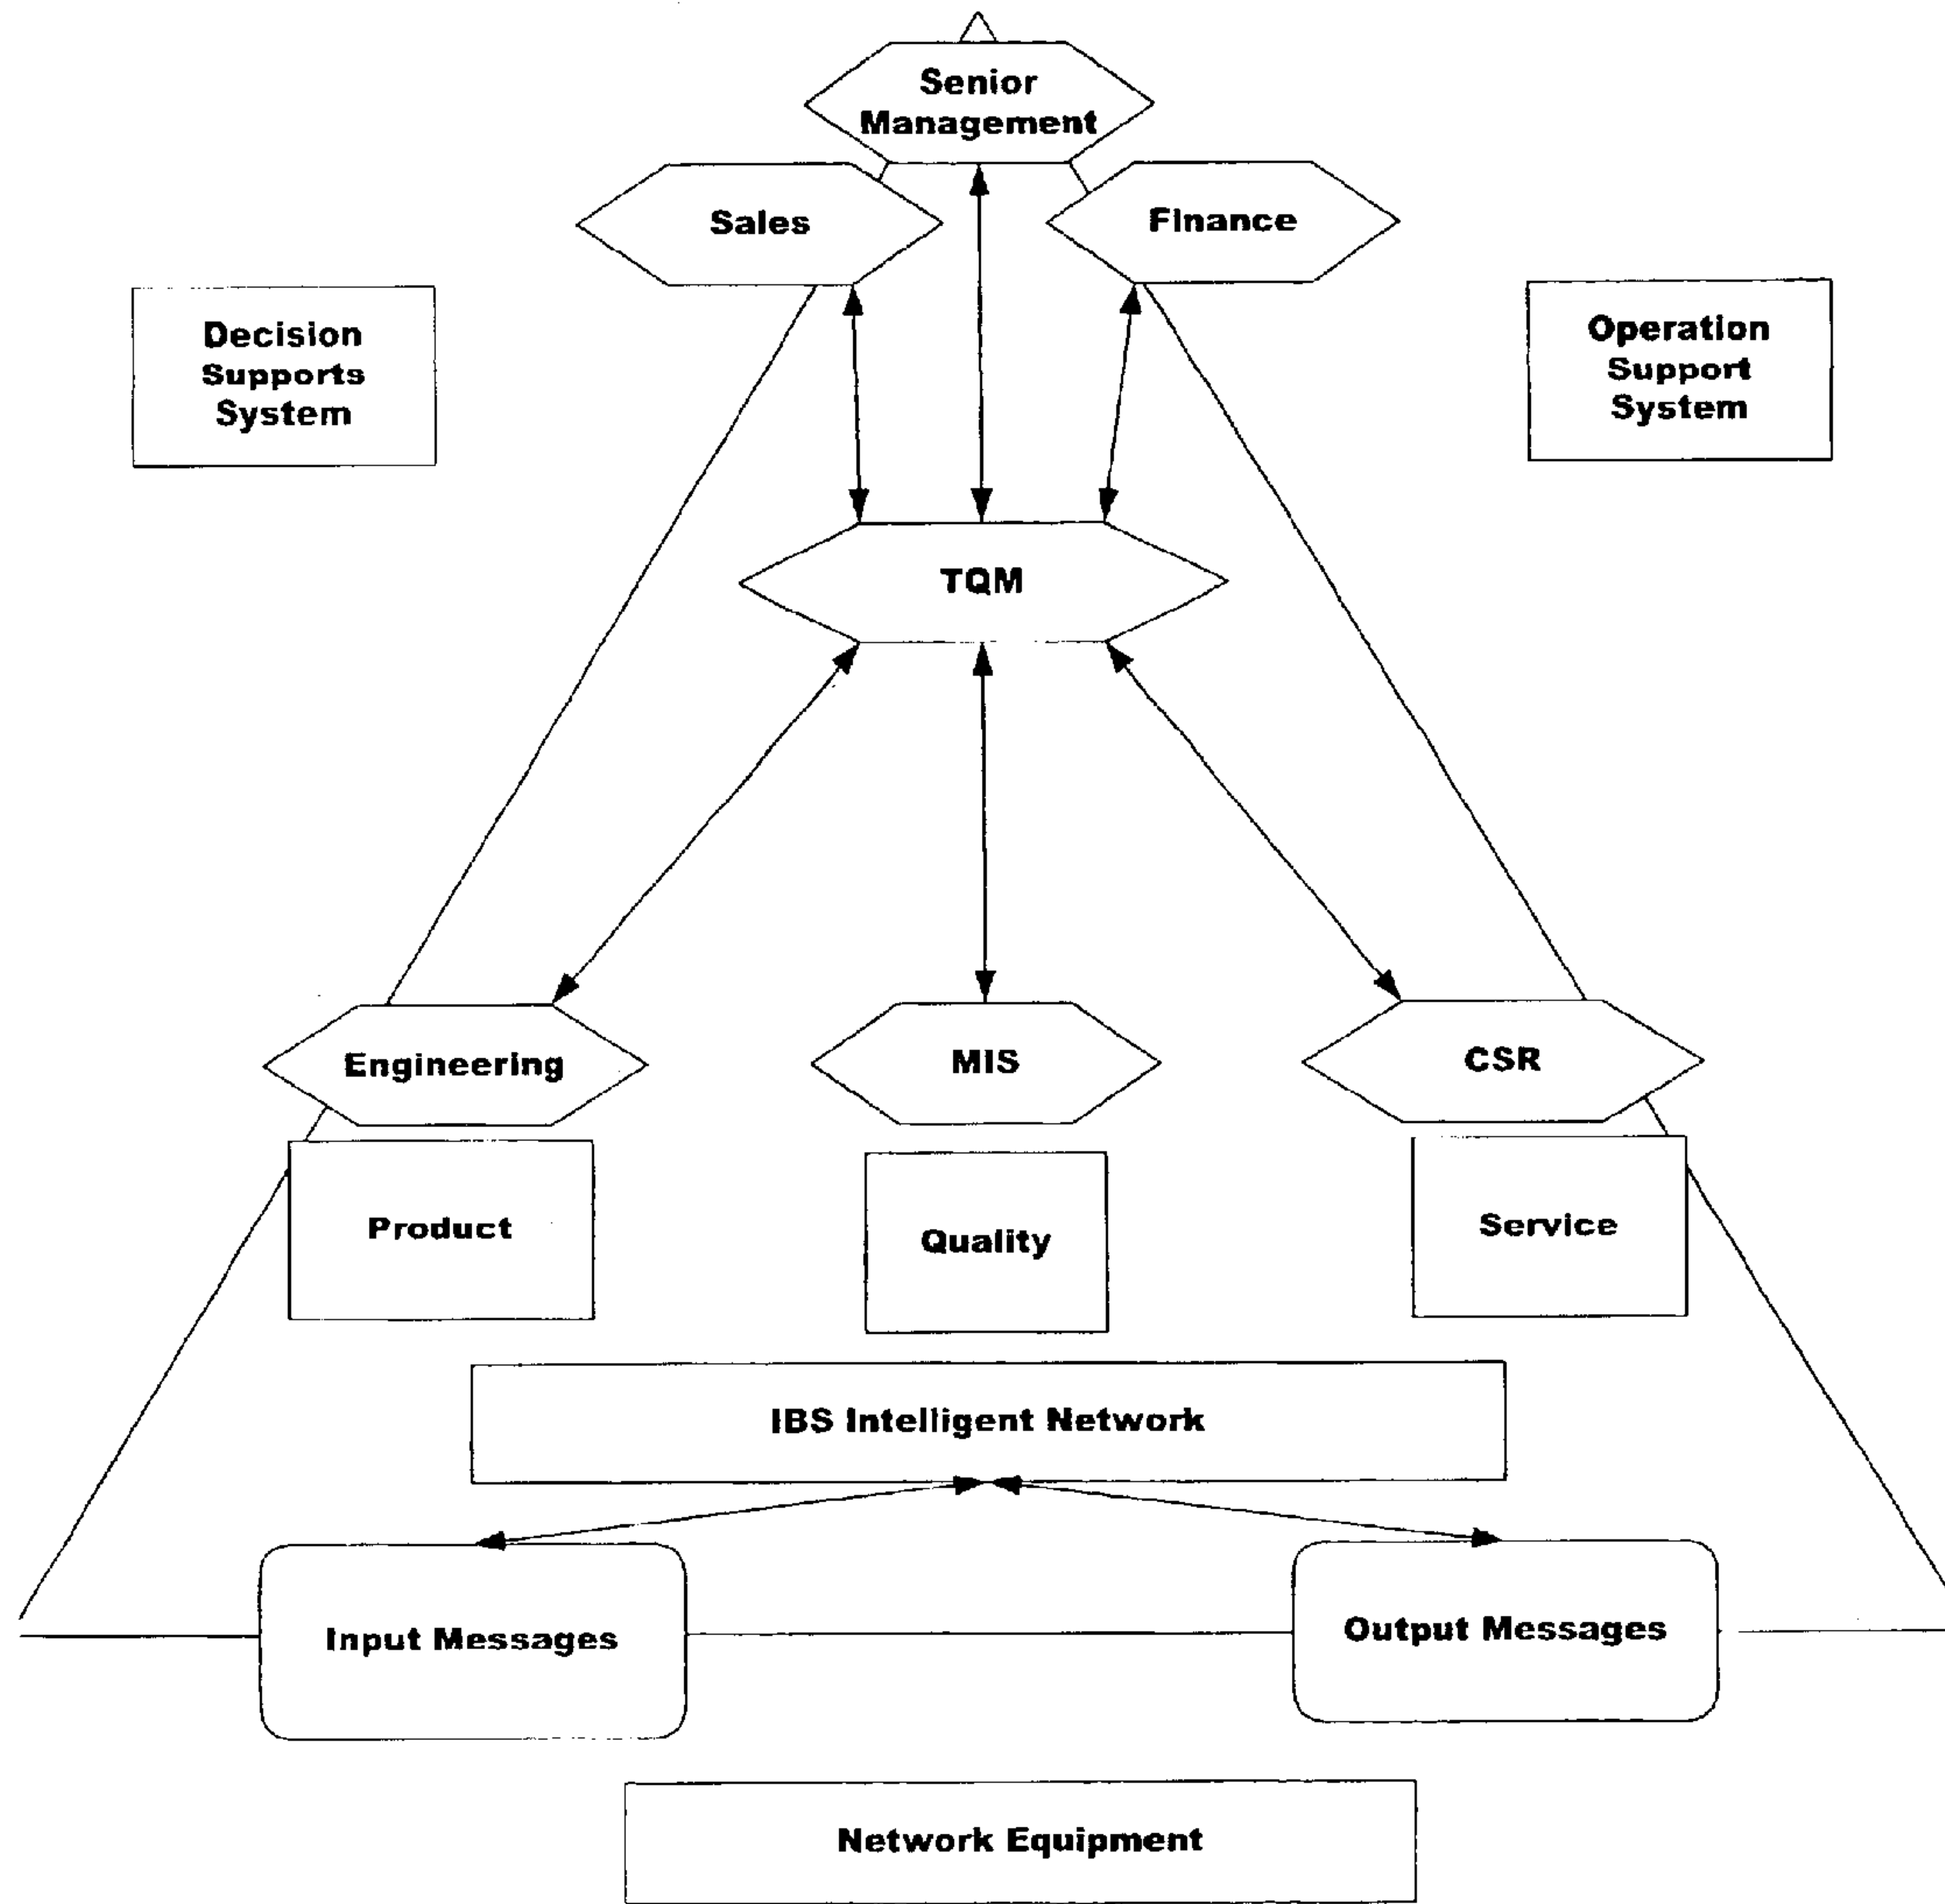 Senior
Management
Sales
Finance
Decision
Supports
System
Operation
Support
System
TQM
Engineering
MIS
CSR
Product
Quality
Service
IBS Intelligent Network
Input Messages
Output Messages
Network Equipment